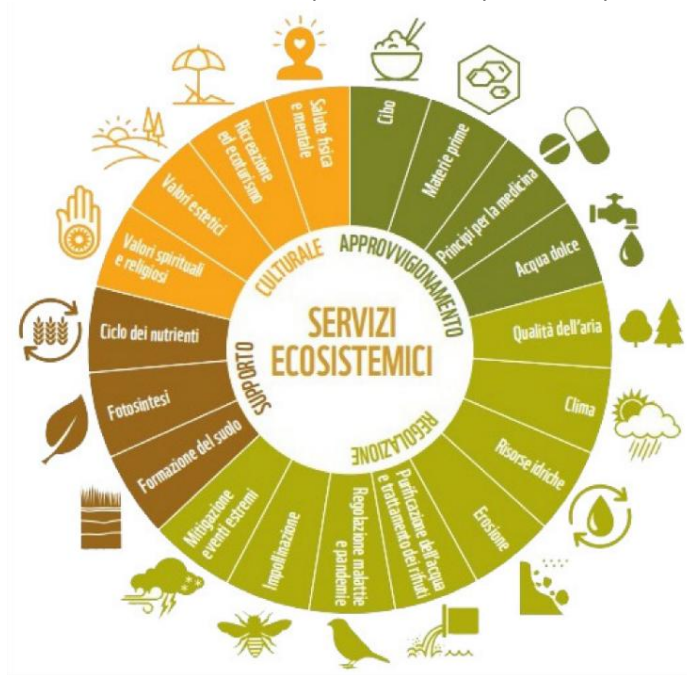 SERVIZI
ECOSISTEMICI
APPROVVIGIONAMENTO
Cibo
Materie prime
Principi per la medicina
Acqua dolce
REGOLAZIONE
Qualità dell'aria
Clima
Risorse idriche
Erosione
Purificazione dell'acqua
e trattamento dei rifiuti
Regolazione malattie
e pandemie
Impollinazione
Mitigazione
eventi estremi
SUPPORTO
Formazione del suolo
Fotosintesi
Ciclo dei nutrienti
CULTURALE
Valori spirituali
e religiosi
Valori estetici
Ricreazione
ed ecoturismo
Salute fisica
e mentale